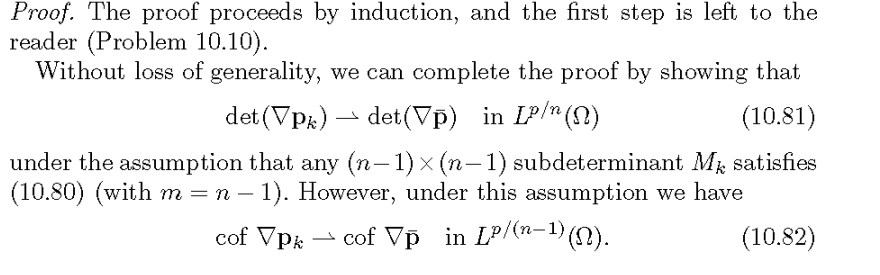 Proof. The proof proceeds by induction, and the first step is left to the
reader (Problem 10.10).
Without loss of generality, we can complete the proof by showing that
det(∇p_k) ⇀ det(∇p̄) in L^{p/n}(Ω) (10.81)
under the assumption that any (n−1)×(n−1) subdeterminant M_k satisfies
(10.80) (with m = n − 1). However, under this assumption we have
cof ∇p_k ⇀ cof ∇p̄ in L^{p/(n−1)}(Ω). (10.82)